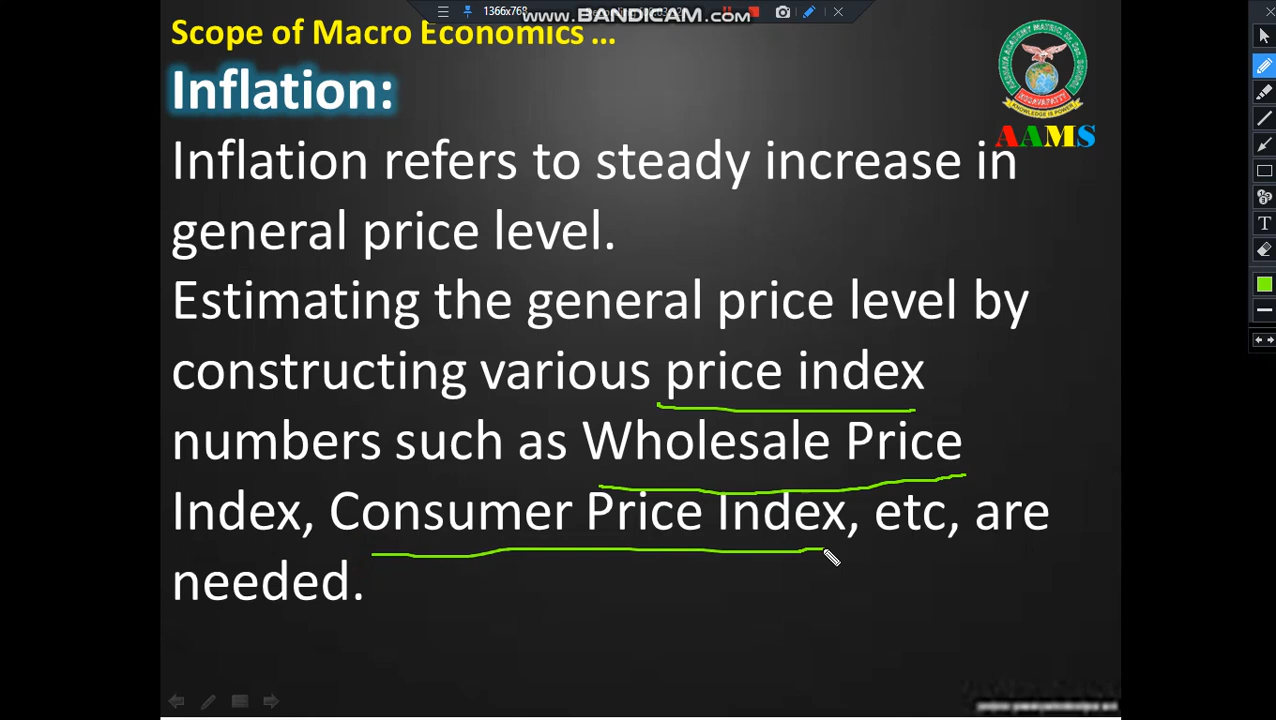 1366x768
www.BANDICAM.com
Scope of Macro Economics ...
Inflation:
AAMS
Inflation refers to steady increase in
general price level.
Estimating the general price level by
constructing various price index
numbers such as Wholesale Price
Index, Consumer Price Index, etc, are
needed.